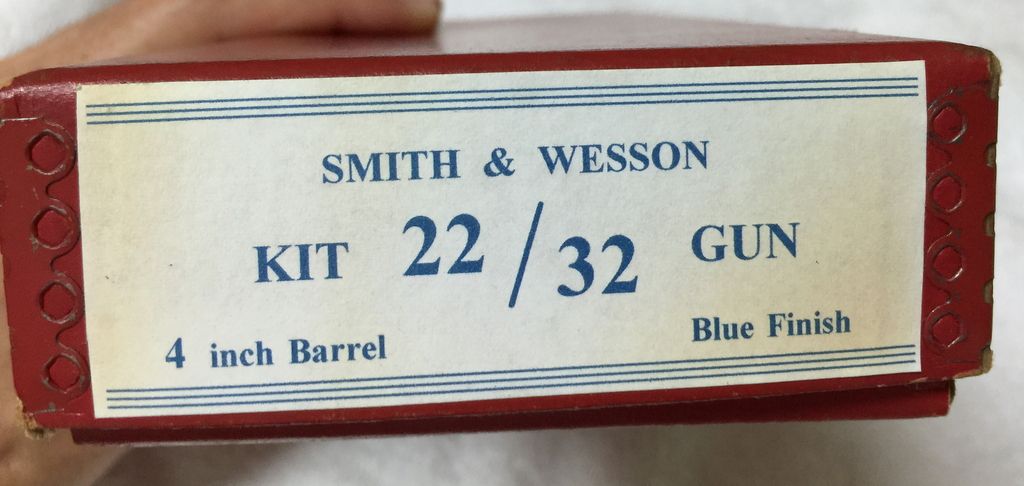 SMITH & WESSON
KIT 22/32 GUN
4 inch Barrel Blue Finish